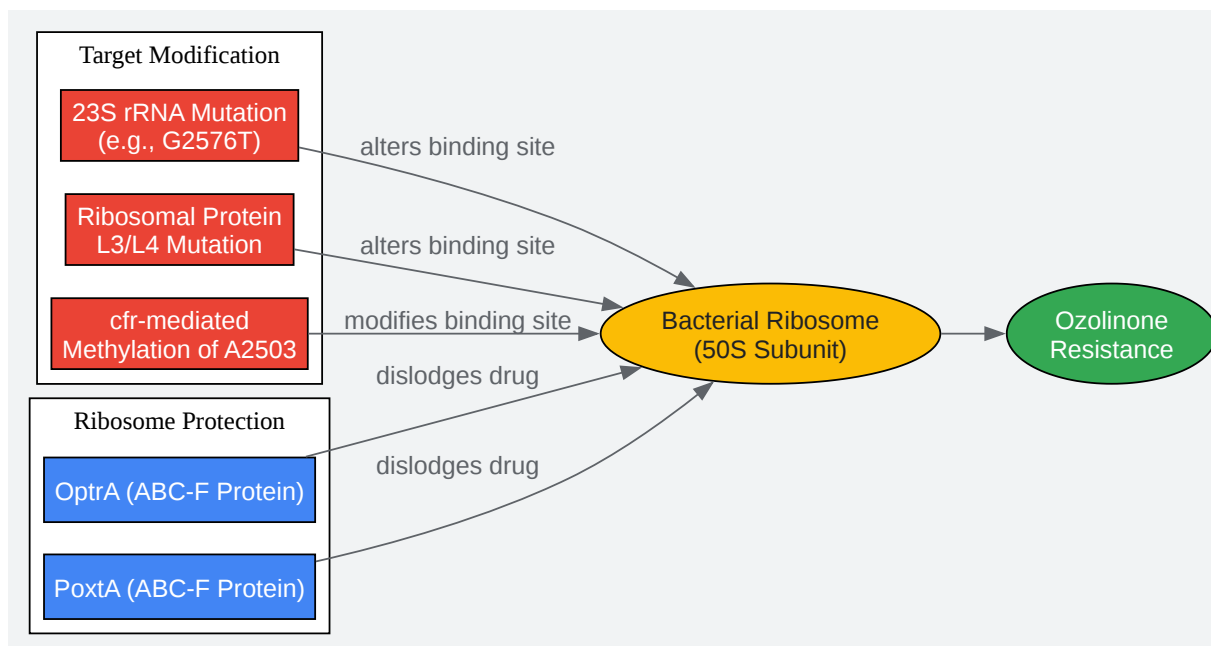 Target Modification
23S rRNA Mutation
(e.g., G2576T)
alters binding site
Ribosomal Protein
L3/L4 Mutation
alters binding site
cfr-mediated
Methylation of A2503
modifies binding site
Bacterial Ribosome
(50S Subunit)
Ozolinone
Resistance
dislodges drug
Ribosome Protection
OptrA (ABC-F Protein)
dislodges drug
PoxtA (ABC-F Protein)